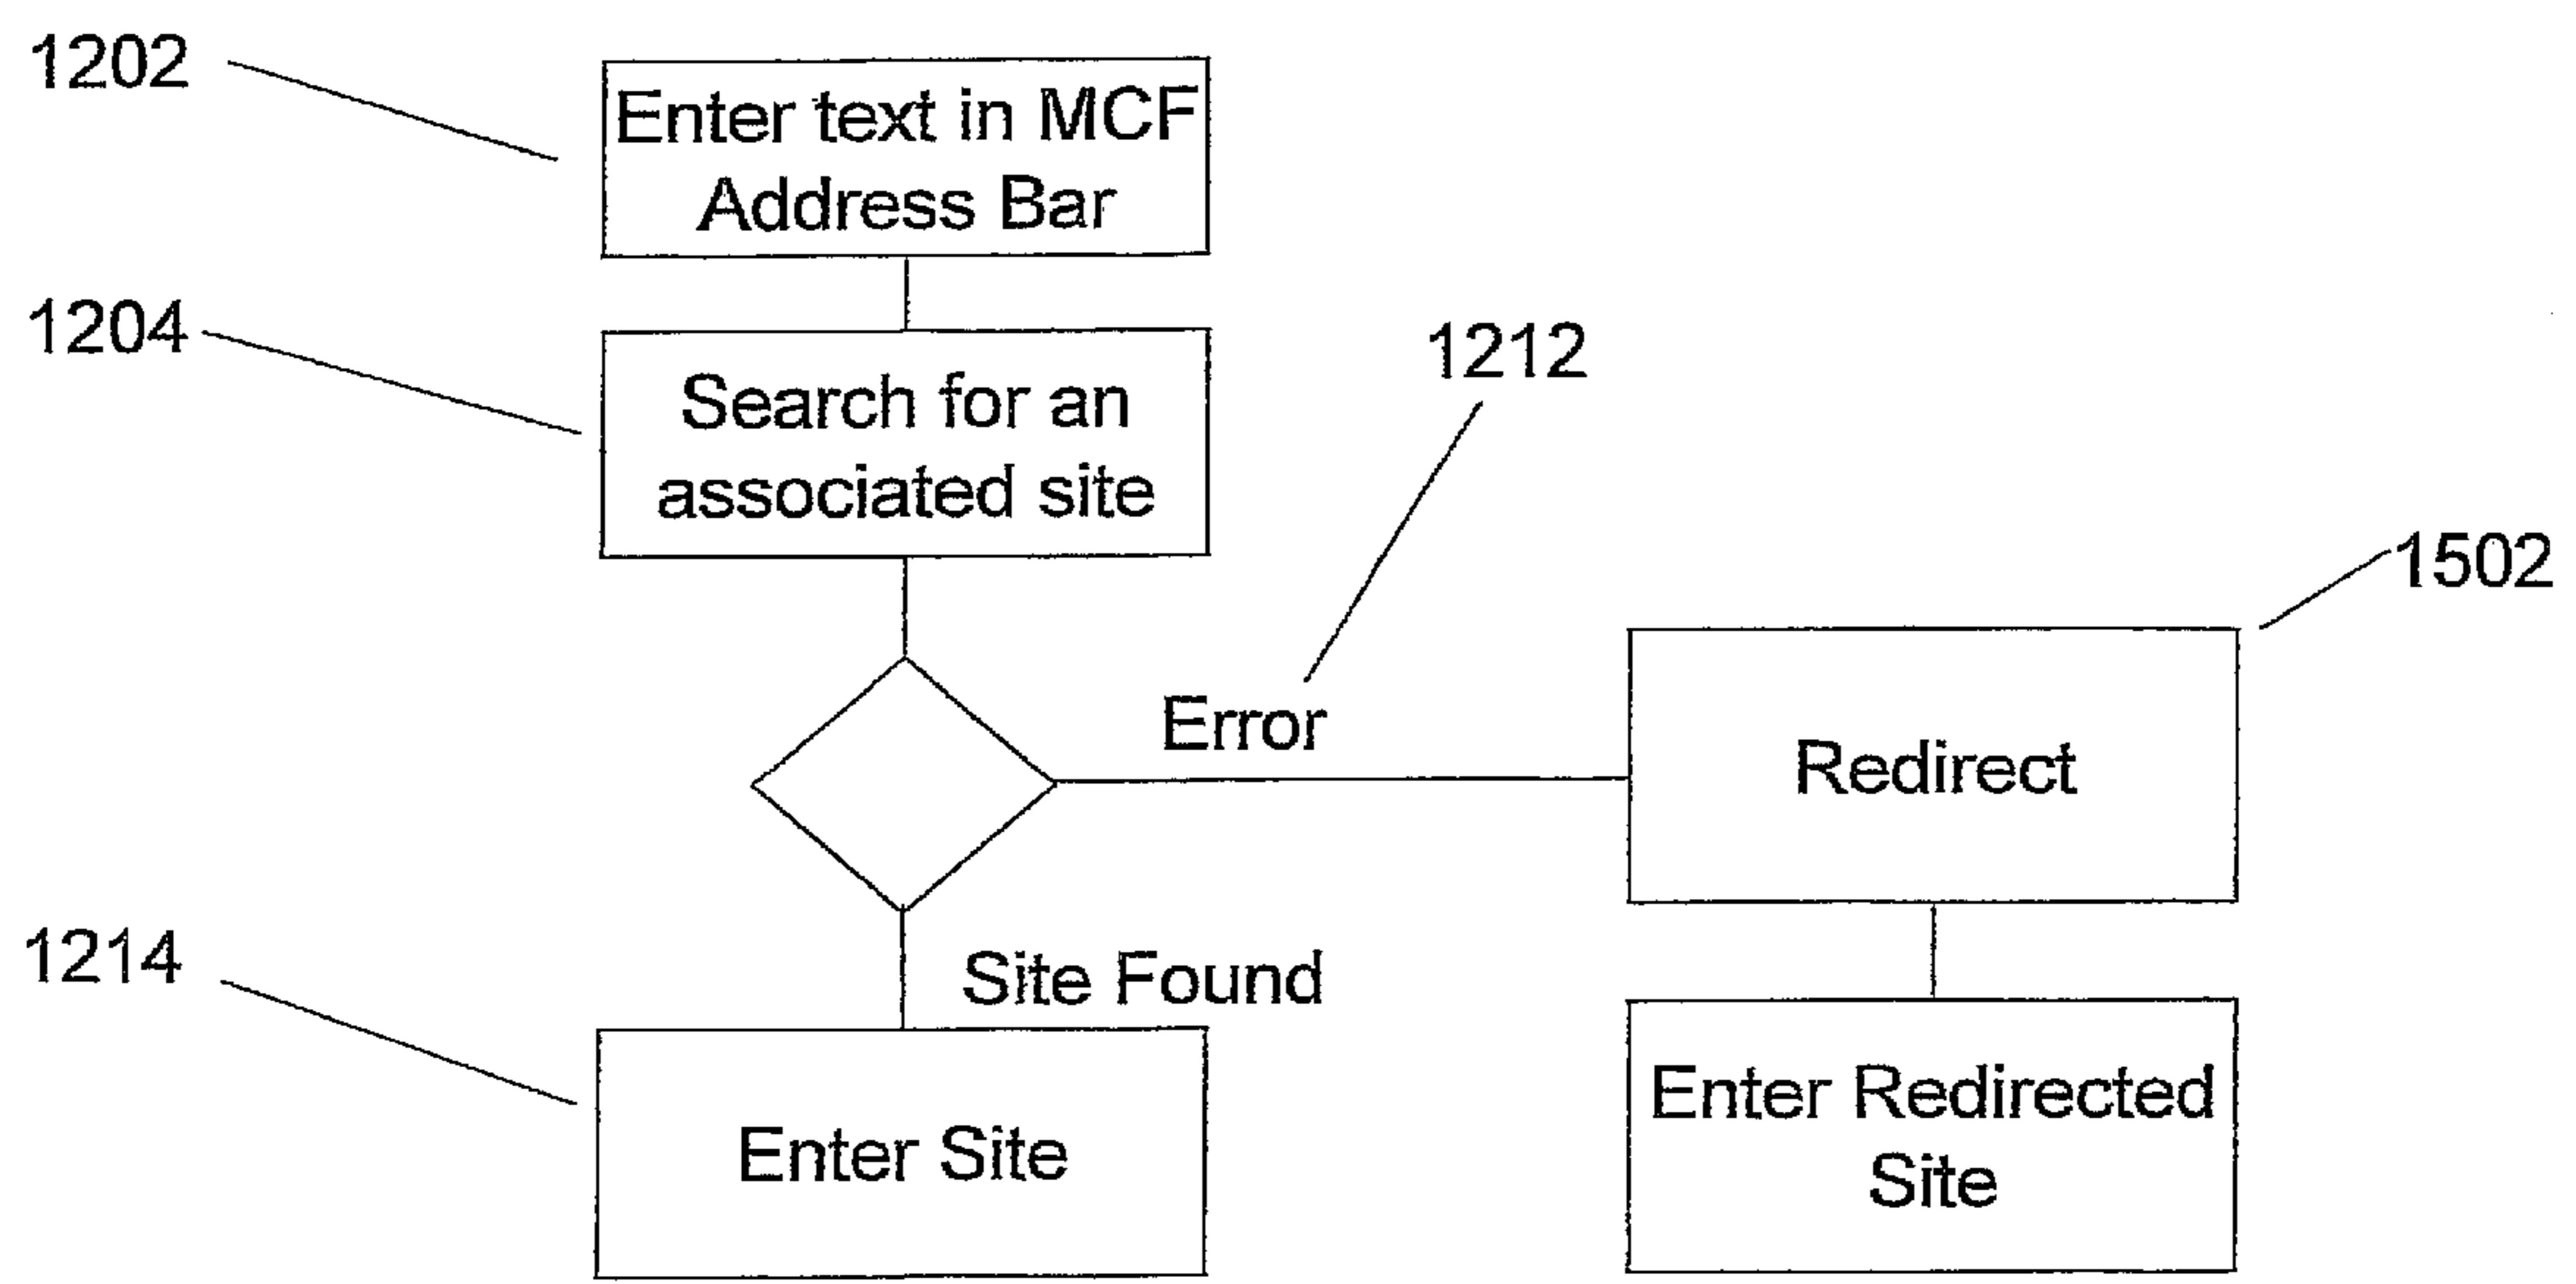 1202
Enter text in MCF
Address Bar
1204
Search for an
associated site
1212
1502
Error
Redirect
1214
Site Found
Enter Site
Enter Redirected
Site